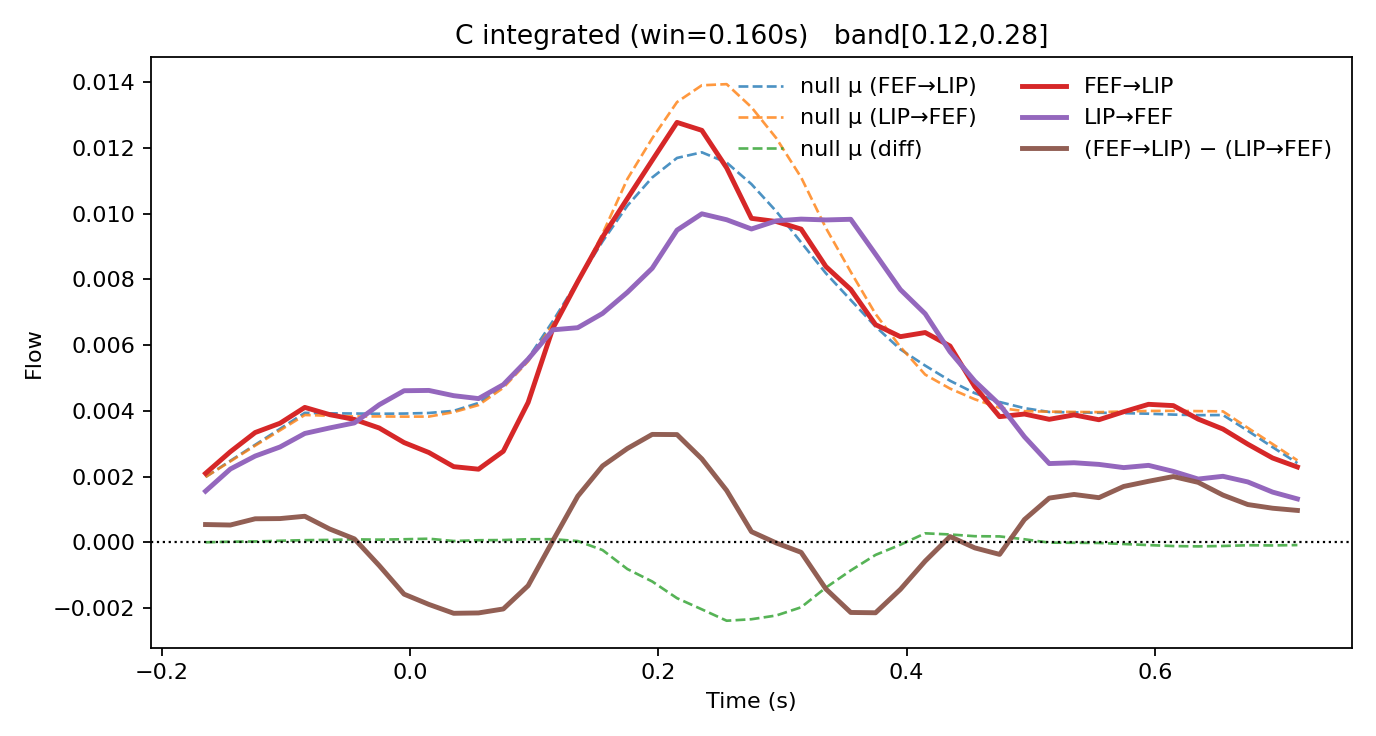 C integrated (win=0.160s)   band[0.12,0.28]
null μ (FEF→LIP)
null μ (LIP→FEF)
null μ (diff)
FEF→LIP
LIP→FEF
(FEF→LIP) − (LIP→FEF)
Flow
0.014
0.012
0.010
0.008
0.006
0.004
0.002
0.000
−0.002
−0.2
0.0
0.2
0.4
0.6
Time (s)